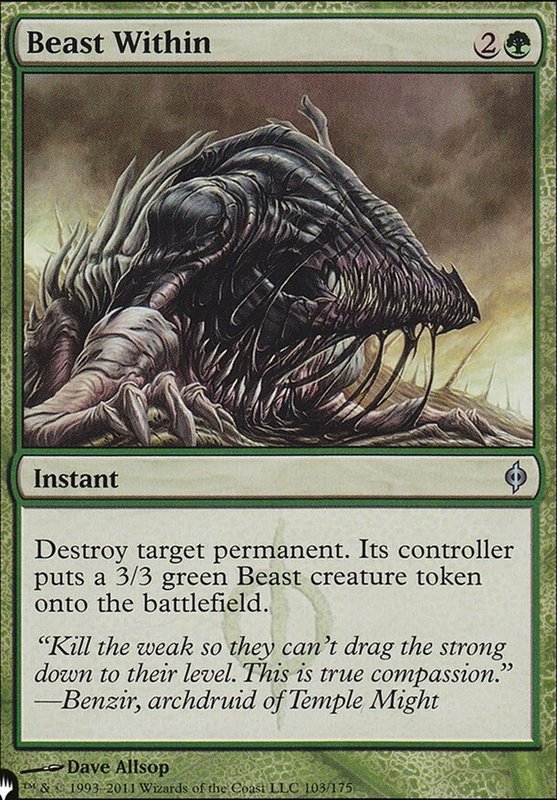 Beast Within 2
Instant
Destroy target permanent. Its controller
puts a 3/3 green Beast creature token
onto the battlefield.
“Kill the weak so they can’t drag the strong
down to their level. This is true compassion.”
—Benzir, archdruid of Temple Might
Dave Allsop
™ & © 1993–2011 Wizards of the Coast LLC 103/175